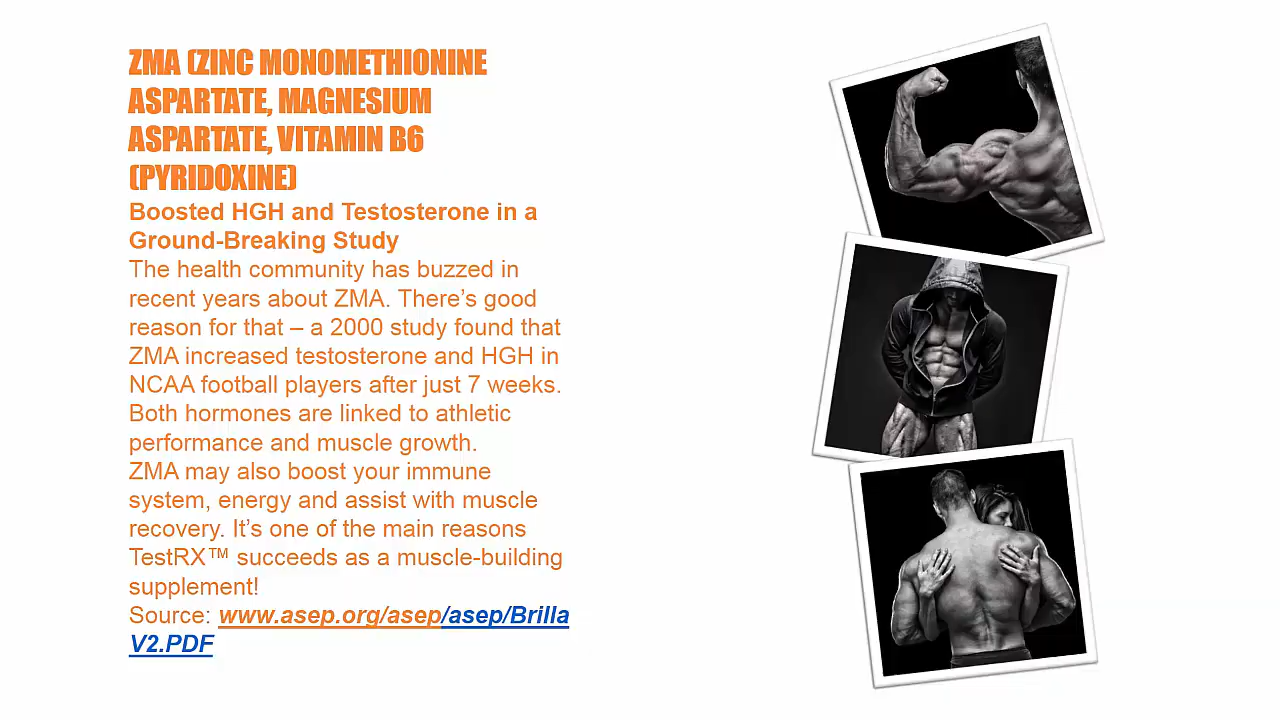 ZMA (ZINC MONOMETHIONINE
ASPARTATE, MAGNESIUM
ASPARTATE, VITAMIN B6
(PYRIDOXINE)
Boosted HGH and Testosterone in a
Ground-Breaking Study
The health community has buzzed in
recent years about ZMA. There’s good
reason for that – a 2000 study found that
ZMA increased testosterone and HGH in
NCAA football players after just 7 weeks.
Both hormones are linked to athletic
performance and muscle growth.
ZMA may also boost your immune
system, energy and assist with muscle
recovery. It’s one of the main reasons
TestRX™ succeeds as a muscle-building
supplement!
Source: www.asep.org/asep/asep/Brilla
V2.PDF